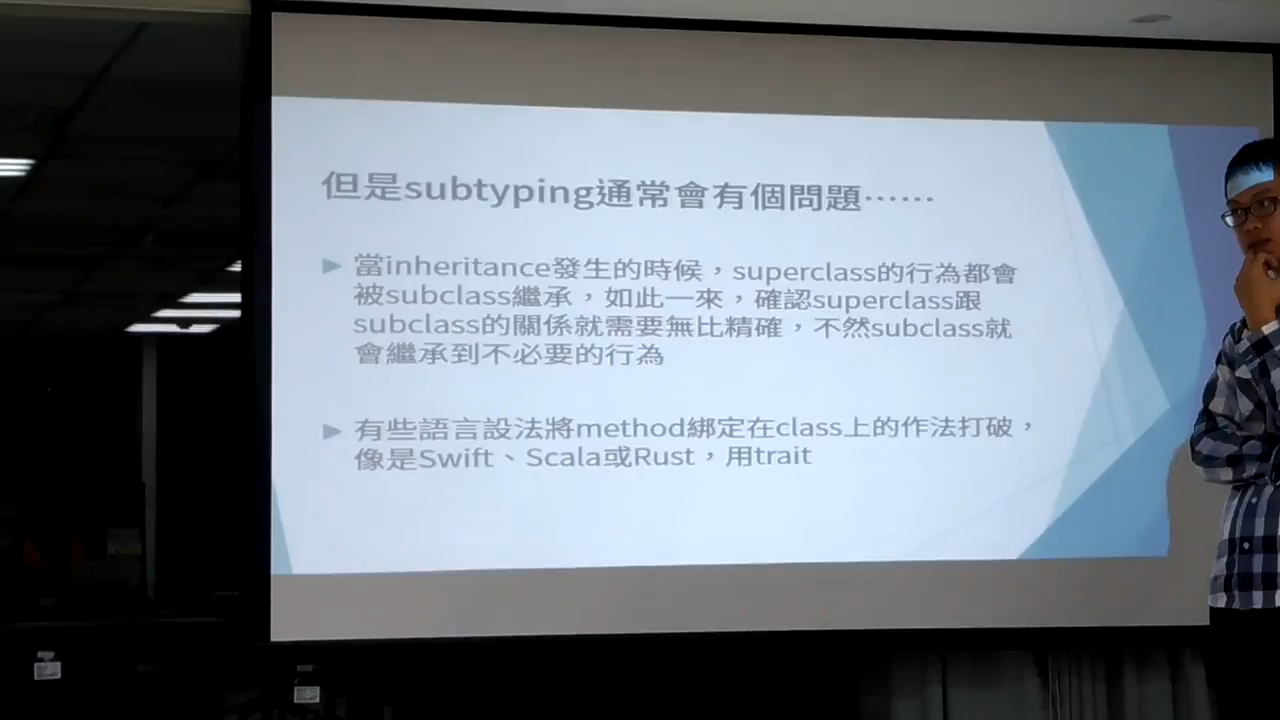 但是subtyping通常會有個問題……
▶ 當inheritance發生的時候，superclass的行為都會
被subclass繼承，如此一來，確認superclass跟
subclass的關係就需要無比精確，不然subclass就
會繼承到不必要的行為
▶ 有些語言設法將method綁定在class上的作法打破，
像是Swift、Scala或Rust，用trait